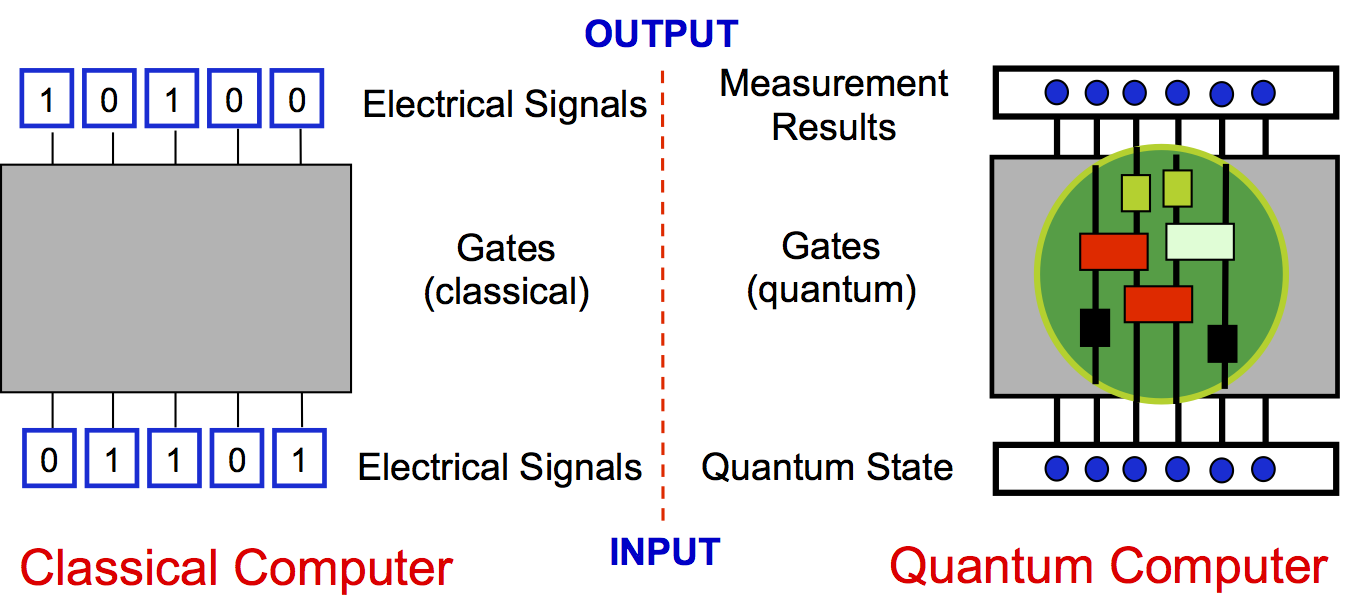 OUTPUT
1 0 1 0 0
Electrical Signals
Measurement
Results
Gates
(classical)
Gates
(quantum)
0 1 1 0 1
Electrical Signals
Quantum State
INPUT
Classical Computer
Quantum Computer